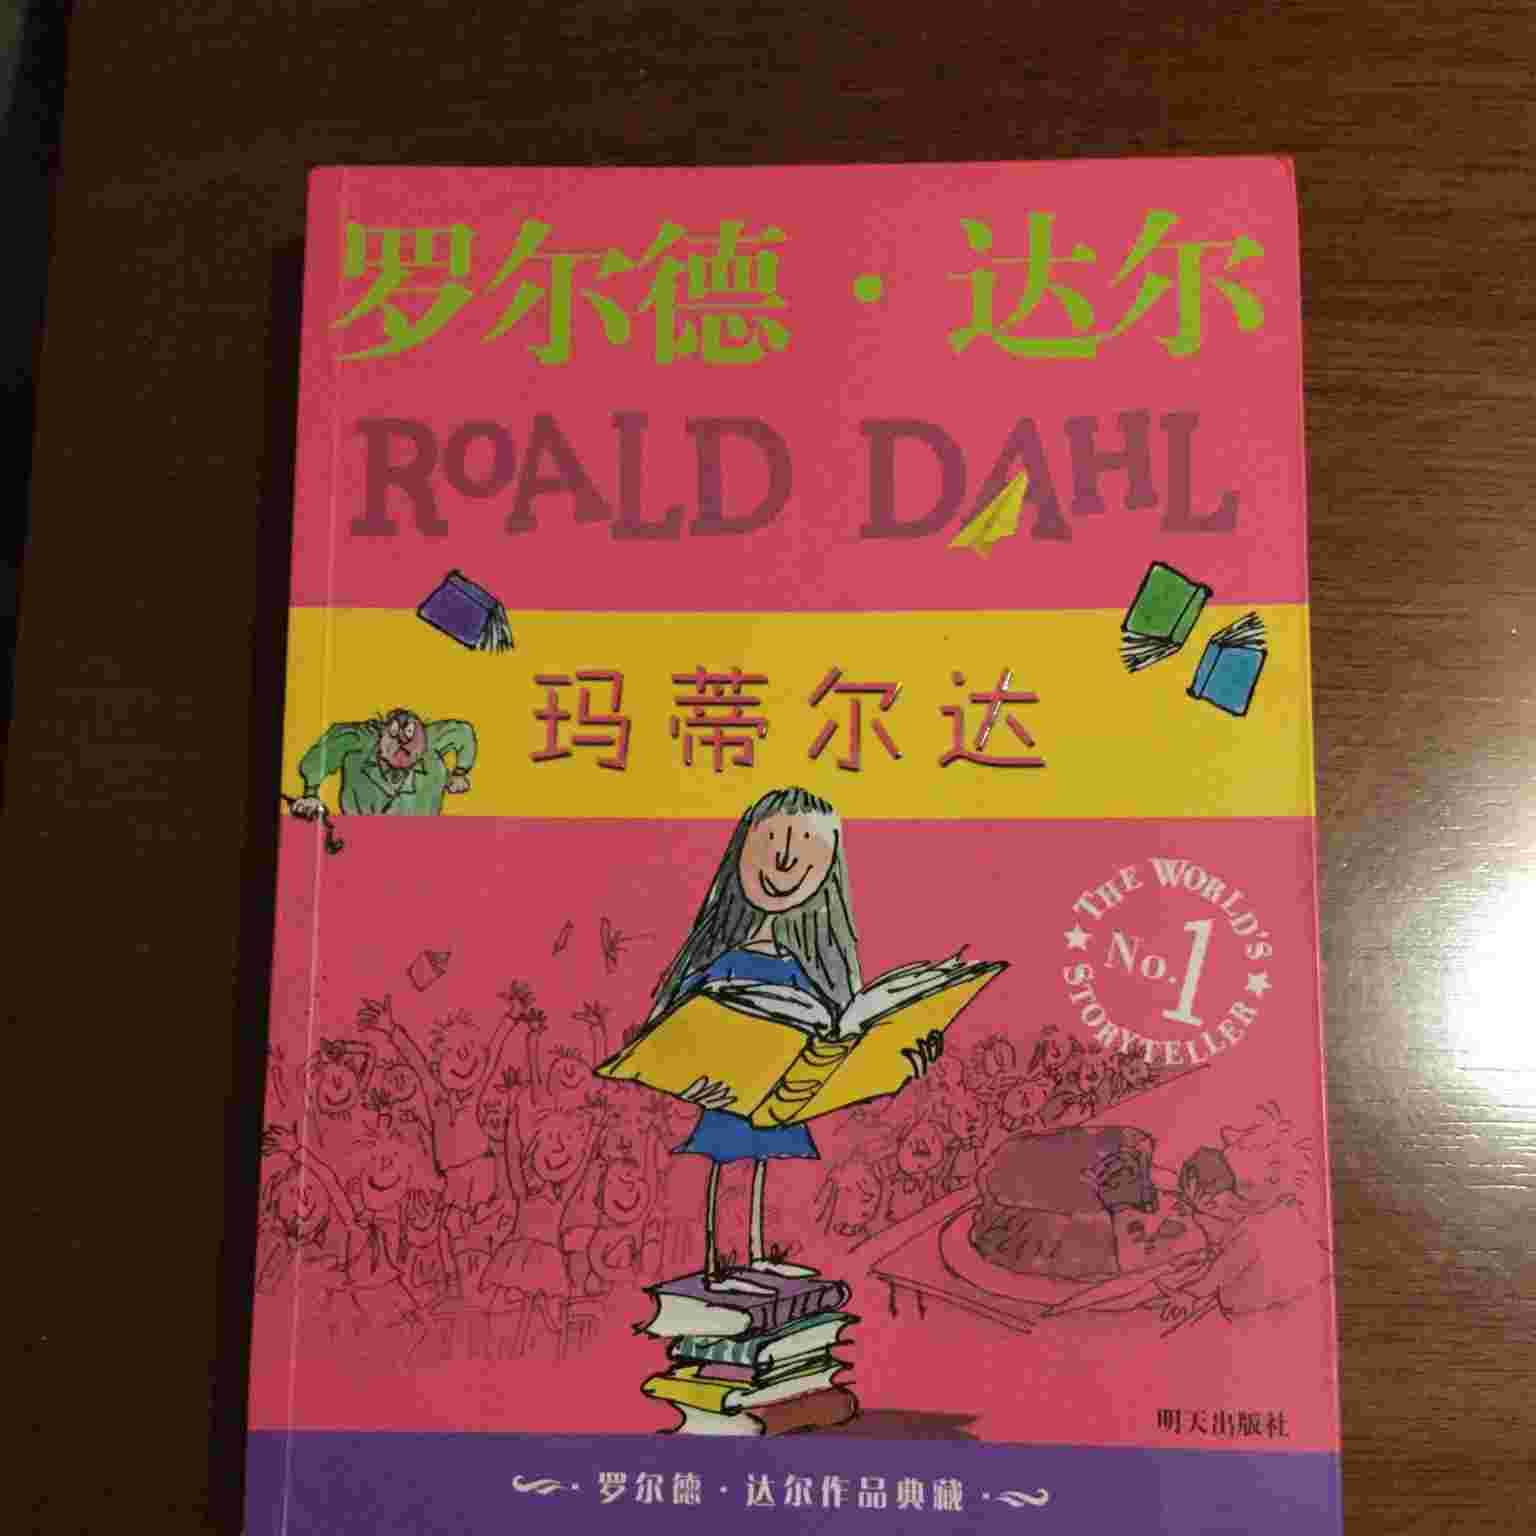 罗尔德·达尔
ROALD DAHL
玛蒂尔达
THE WORLD'S
No.1
STORYTELLER
明天出版社
罗尔德·达尔作品典藏